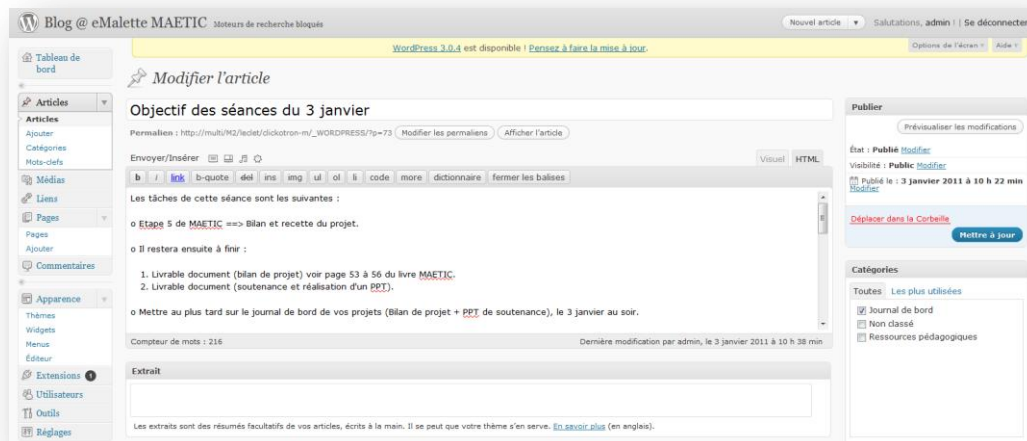 Blog @ eMalette MAETIC Moteurs de recherche bloqués
Nouvel article
Salutations, admin ! | Se déconnecter
WordPress 3.0.4 est disponible ! Pensez à faire la mise à jour.
Options de l'écran
Aide
Tableau de
bord
Articles
Articles
Ajouter
Catégories
Mots-clefs
Médias
Liens
Pages
Pages
Ajouter
Commentaires
Apparence
Thèmes
Widgets
Menus
Éditeur
Extensions 1
Utilisateurs
Outils
Réglages
Modifier l'article
Objectif des séances du 3 janvier
Permalien : http://multi/M2/leclet/clickotron-m/_WORDPRESS/?p=73 Modifier les permaliens Afficher l'article
Envoyer/Insérer
Visuel HTML
b i link b-quote del ins img ul ol li code more dictionnaire fermer les balises
Les tâches de cette séance sont les suivantes :
o Etape 5 de MAETIC ==> Bilan et recette du projet.
o Il restera ensuite à finir :
1. Livrable document (bilan de projet) voir page 53 à 56 du livre MAETIC.
2. Livrable document (soutenance et réalisation d'un PPT).
o Mettre au plus tard sur le journal de bord de vos projets (Bilan de projet + PPT de soutenance), le 3 janvier au soir.
Compteur de mots : 216
Dernière modification par admin, le 3 janvier 2011 à 10 h 38 min
Extrait
Les extraits sont des résumés facultatifs de vos articles, écrits à la main. Il se peut que votre thème s'en serve. En savoir plus (en anglais).
Publier
Prévisualiser les modifications
État : Publié Modifier
Visibilité : Public Modifier
Publié le : 3 janvier 2011 à 10 h 22 min
Modifier
Déplacer dans la Corbeille
Mettre à jour
Catégories
Toutes Les plus utilisées
Journal de bord
Non classé
Ressources pédagogiques